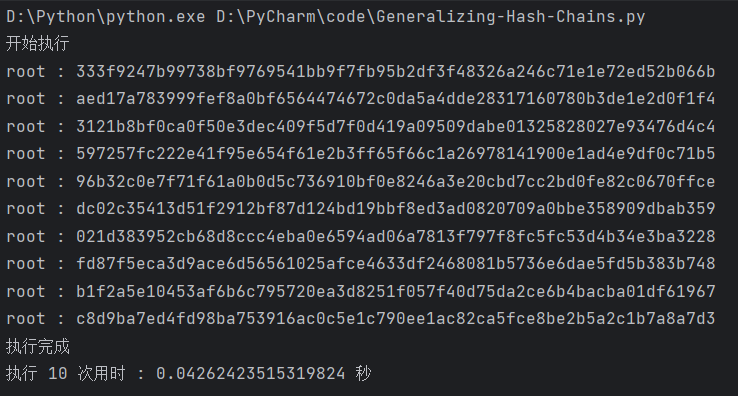 D:\Python\python.exe D:\PyCharm\code\Generalizing-Hash-Chains.py
开始执行
root : 333f9247b99738bf9769541bb9f7fb95b2df3f48326a246c71e1e72ed52b066b
root : aed17a783999fef8a0bf6564474672c0da5a4dde28317160780b3de1e2d0f1f4
root : 3121b8bf0ca0f50e3dec409f5d7f0d419a09509dabe01325828027e93476d4c4
root : 597257fc222e41f95e654f61e2b3ff65f66c1a26978141900e1ad4e9df0c71b5
root : 96b32c0e7f71f61a0b0d5c736910bf0e8246a3e20cbd7cc2bd0fe82c0670ffce
root : dc02c35413d51f2912bf87d124bd19bbf8ed3ad0820709a0bbe358909dbab359
root : 021d383952cb68d8ccc4eba0e6594ad06a7813f797f8fc5fc53d4b34e3ba3228
root : fd87f5eca3d9ace6d56561025afce4633df2468081b5736e6dae5fd5b383b748
root : b1f2a5e10453af6b6c795720ea3d8251f057f40d75da2ce6b4bacba01df61967
root : c8d9ba7ed4fd98ba753916ac0c5e1c790ee1ac82ca5fce8be2b5a2c1b7a8a7d3
执行完成
执行 10 次用时 : 0.04262423515319824 秒